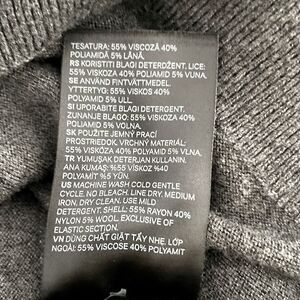 TESATURA: 55% VISCOZĂ 40%
POLIAMIDĂ 5% LÂNĂ.
RS KORISTITI BLAGI DETERDŽENT. LICE:
55% VISKOZA 40% POLIAMID 5% VUNA.
SE ANVÄND FINTVÄTTMEDEL.
YTTERTYG: 55% VISKOS 40%
POLYAMID 5% ULL.
SI UPORABITE BLAGI DETERGENT.
ZUNANJE BLAGO: 55% VISKOZA 40%
POLIAMID 5% VOLNA.
SK POUŽITE JEMNÝ PRACÍ
PROSTRIEDOK. VRCHNÝ MATERIÁL:
55% VISKÓZA 40% POLYAMID 5% VLNA.
TR YUMUŞAK DETERJAN KULLANIN.
ANA KUMAŞ: %55 VİSKOZ %40
POLYAMİT %5 YÜN.
US MACHINE WASH COLD GENTLE
CYCLE. NO BLEACH. LINE DRY. MEDIUM
IRON. DRY CLEAN. USE MILD
DETERGENT. SHELL: 55% RAYON 40%
NYLON 5% WOOL. EXCLUSIVE OF
ELASTIC SECTION.
VN DÙNG CHẤT GIẶT TẨY NHẸ. LỚP
NGOÀI: 55% VISCOSE 40% POLYAMIT